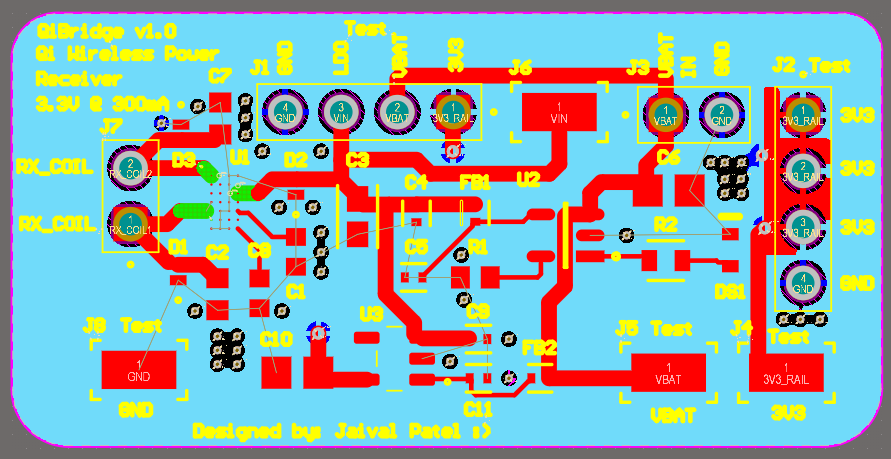 QiBridge v1.0
Qi Wireless Power
Receiver
3.3V @ 300mA
C7
J1
GND
LDO
Test
VBAT
3V3
J6
J3
VBAT
IN
GND
J2
Test
4
GND
3
VIN
2
VBAT
1
3V3_RAIL
1
VIN
1
VBAT
2
GND
1
3V3_RAIL
3V3
J7
RX_COIL
2
RX_COIL2
D3
U1
D2
C3
C4
FB1
U2
C6
2
3V3_RAIL
3V3
RX_COIL
1
RX_COIL1
R2
3
3V3_RAIL
3V3
D1
C2
C1
C5
R1
DS1
4
GND
GND
J8 Test
C10
U3
FB2
J5 Test
J4
Test
1
GND
1
VBAT
1
3V3_RAIL
GND
C11
VBAT
3V3
Designed by: Jaival Patel :)